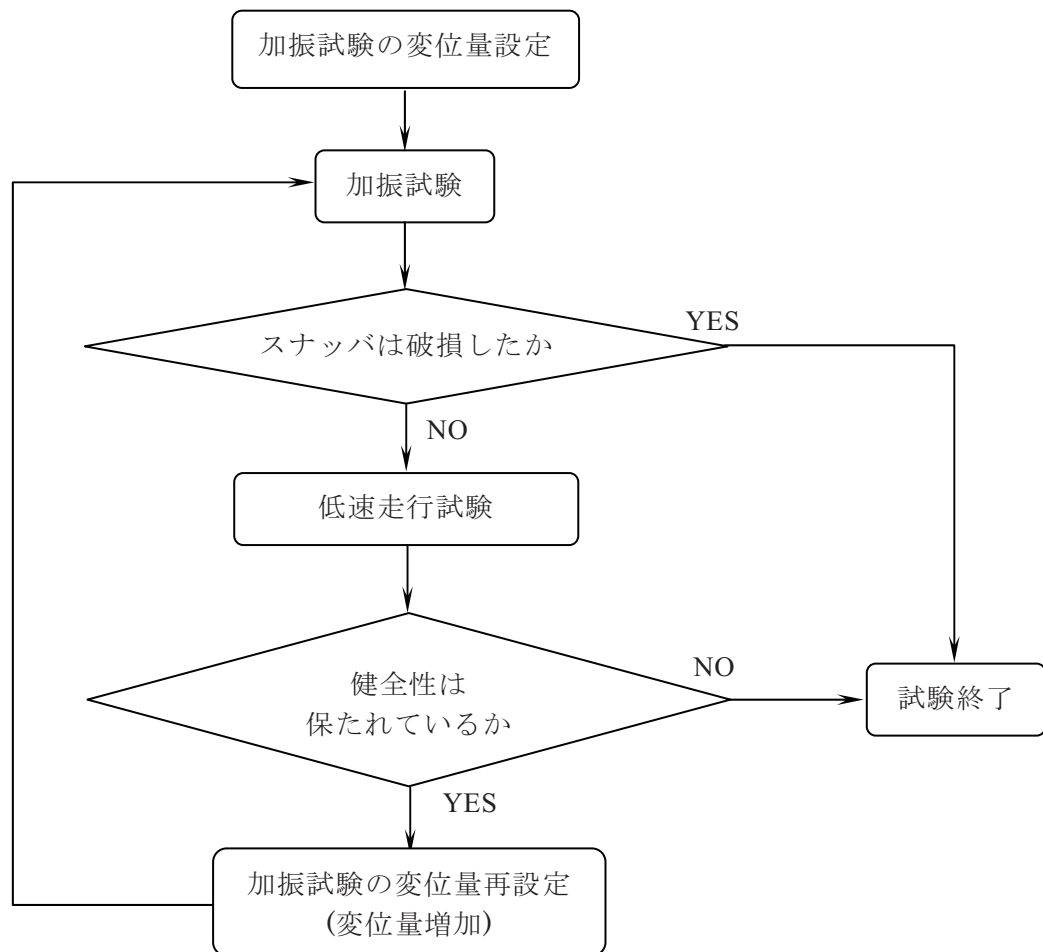 加振試験の変位量設定
加振試験
スナッバは破損したか
YES
NO
低速走行試験
健全性は
保たれているか
NO
試験終了
YES
加振試験の変位量再設定
(変位量増加)